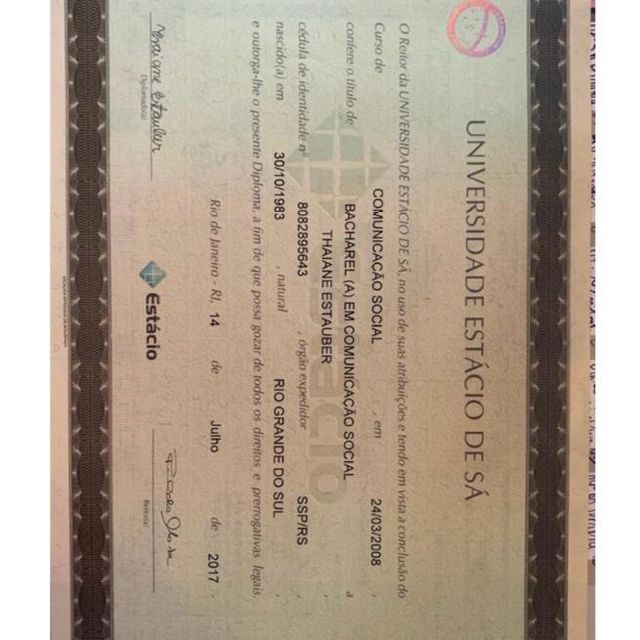 UNIVERSIDADE ESTÁCIO DE SÁ
O Reitor da UNIVERSIDADE ESTÁCIO DE SÁ, no uso de suas atribuições e tendo em vista a conclusão do
Curso de COMUNICAÇÃO SOCIAL , em 24/03/2008 ,
confere o título de BACHAREL (A) EM COMUNICAÇÃO SOCIAL a
THAIANE ESTAUBER ,
cédula de identidade nº 8082895643 , órgão expedidor SSP/RS ,
nascido(a) em 30/10/1983 , natural RIO GRANDE DO SUL ,
e outorga-lhe o presente Diploma, a fim de que possa gozar de todos os direitos e prerrogativas legais.
Rio de Janeiro - RJ, 14 de Julho de 2017 .
Thaiane Estauber
Diplomado(a)
Estácio
Reitor(a)